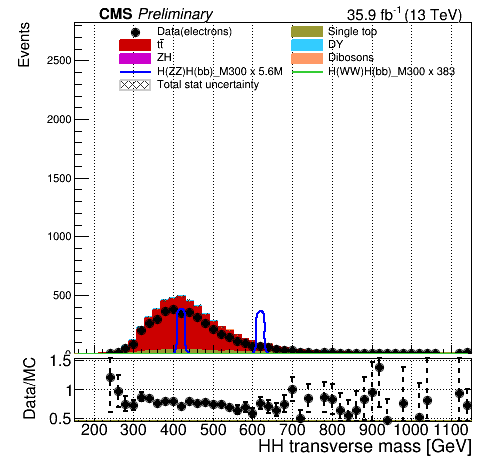 CMS Preliminary 35.9 fb⁻¹ (13 TeV)
Data(electrons) Single top
tt̄ DY
ZH Dibosons
H(ZZ)H(bb)_M300 x 5.6M H(WW)H(bb)_M300 x 383
Total stat uncertainty
Events
2500
2000
1500
1000
500
0
Data/MC
1.5
1
0.5
200 300 400 500 600 700 800 900 1000 1100
HH transverse mass [GeV]